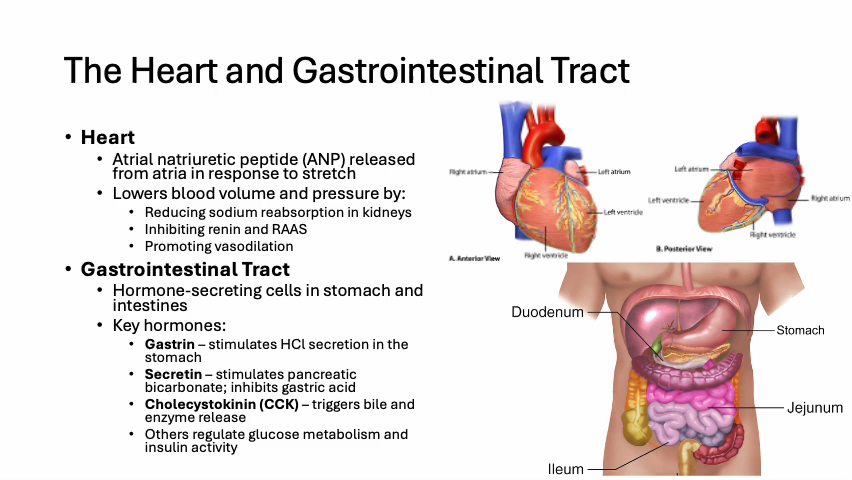 The Heart and Gastrointestinal Tract
• Heart
• Atrial natriuretic peptide (ANP) released
from atria in response to stretch
• Lowers blood volume and pressure by:
• Reducing sodium reabsorption in kidneys
• Inhibiting renin and RAAS
• Promoting vasodilation
• Gastrointestinal Tract
• Hormone-secreting cells in stomach and
intestines
• Key hormones:
• Gastrin – stimulates HCl secretion in the
stomach
• Secretin – stimulates pancreatic
bicarbonate; inhibits gastric acid
• Cholecystokinin (CCK) – triggers bile and
enzyme release
• Others regulate glucose metabolism and
insulin activity
Right atrium
Left atrium
Left ventricle
Right ventricle
A. Anterior View
Left atrium
Left ventricle
Right atrium
Right ventricle
B. Posterior View
Duodenum
Stomach
Jejunum
Ileum